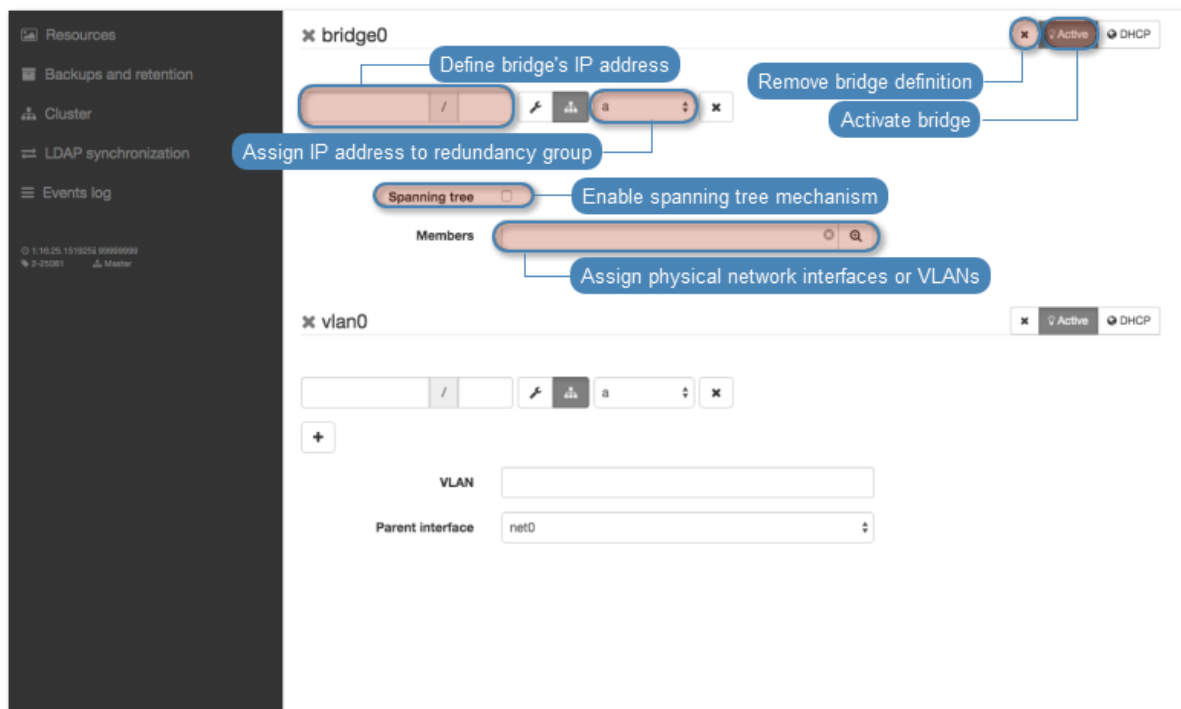 Resources
Backups and retention
Cluster
LDAP synchronization
Events log
2-25061 Master
bridge0
Active DHCP
Define bridge's IP address
Remove bridge definition
/ a
Activate bridge
Assign IP address to redundancy group
Spanning tree
Enable spanning tree mechanism
Members
Assign physical network interfaces or VLANs
vlan0
Active DHCP
/ a
VLAN
Parent interface net0